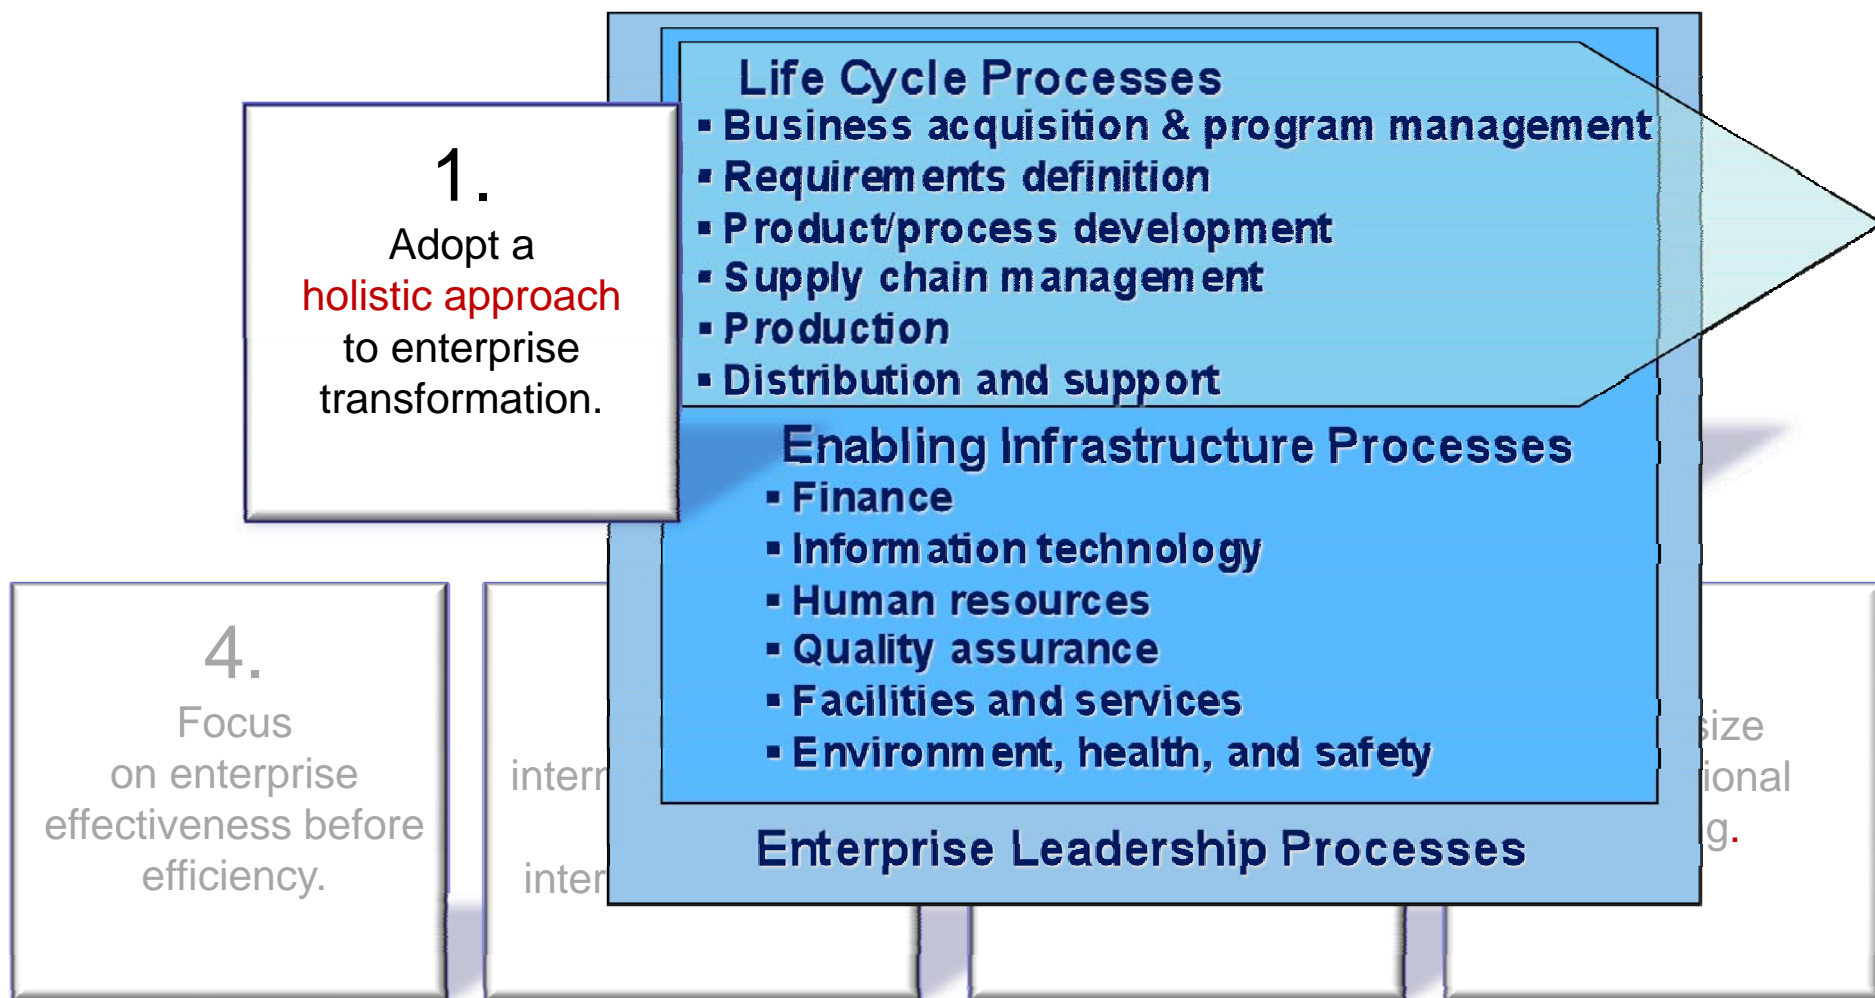 1.
Adopt a
holistic approach
to enterprise
transformation.
Life Cycle Processes
▪ Business acquisition & program management
▪ Requirements definition
▪ Product/process development
▪ Supply chain management
▪ Production
▪ Distribution and support
Enabling Infrastructure Processes
▪ Finance
▪ Information technology
▪ Human resources
▪ Quality assurance
▪ Facilities and services
▪ Environment, health, and safety
Enterprise Leadership Processes
4.
Focus
on enterprise
effectiveness before
efficiency.